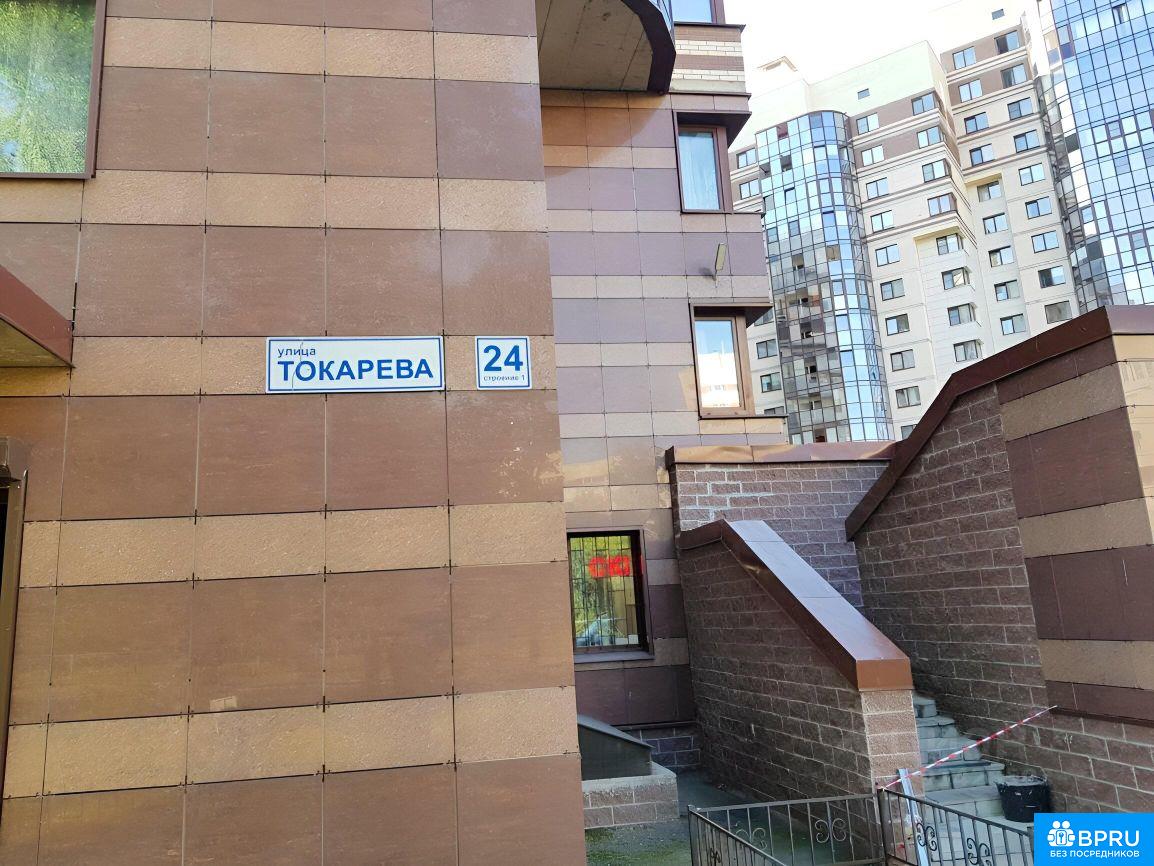 улица
ТОКАРЕВА
24
строение 1
BPRU
БЕЗ ПОСРЕДНИКОВ